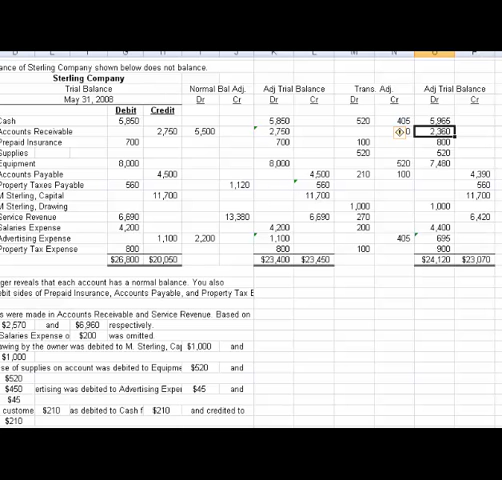 ance of Sterling Company shown below does not balance.
Sterling Company
Trial Balance Normal Bal Adj. Adj Trial Balance Trans. Adj. Adj Trial Balance
May 31, 2008 Dr Cr Dr Cr Dr Cr Dr Cr
Debit Credit
Cash 5,850 5,850 520 405 5,965
Accounts Receivable 2,750 5,500 2,750 0 2,360
Prepaid Insurance 700 700 100 800
Supplies 520 520
Equipment 8,000 8,000 520 7,480
Accounts Payable 4,500 4,500 210 100 4,390
Property Taxes Payable 560 1,120 560 560
M Sterling, Capital 11,700 11,700 11,700
M Sterling, Drawing 1,000 1,000
Service Revenue 6,690 13,380 6,690 270 6,420
Salaries Expense 4,200 4,200 200 4,400
Advertising Expense 1,100 2,200 1,100 405 695
Property Tax Expense 800 800 100 900
$26,800 $20,050 $23,400 $23,450 $24,120 $23,070
ger reveals that each account has a normal balance. You also
ebit sides of Prepaid Insurance, Accounts Payable, and Property Tax E
s were made in Accounts Receivable and Service Revenue. Based on
$2,570 and $6,960 respectively.
Salaries Expense o $200 was omitted.
awing by the owner was debited to M. Sterling, Cap $1,000 and
$1,000
se of supplies on account was debited to Equipme $520 and
$520
$450 ertising was debited to Advertising Expe $45 and
$45
custome $210 as debited to Cash f $210 and credited to
$210